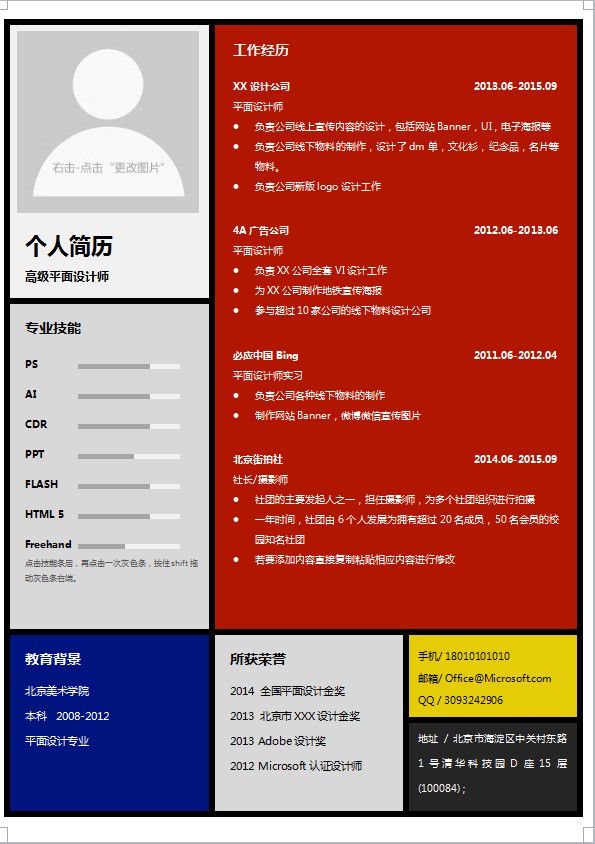 右击-点击“更改图片”
个人简历
高级平面设计师
专业技能
PS
AI
CDR
PPT
FLASH
HTML 5
Freehand
点击技能条后，再点击一次灰色条，按住shift 拖
动灰色条右端。
工作经历
XX 设计公司 2013.06-2015.09
平面设计师
● 负责公司线上宣传内容的设计，包括网站 Banner，UI，电子海报等
● 负责公司线下物料的制作，设计了 dm 单，文化衫，纪念品，名片等
物料。
● 负责公司新版 logo 设计工作
4A 广告公司 2012.06-2013.06
平面设计师
● 负责 XX 公司全套 VI 设计工作
● 为 XX 公司制作地铁宣传海报
● 参与超过 10 家公司的线下物料设计公司
必应中国 Bing 2011.06-2012.04
平面设计师实习
● 负责公司各种线下物料的制作
● 制作网站 Banner，微博微信宣传图片
北京街拍社 2014.06-2015.09
社长/摄影师
● 社团的主要发起人之一，担任摄影师，为多个社团组织进行拍摄
● 一年时间，社团由 6 个人发展为拥有超过 20 名成员，50 名会员的校
园知名社团
● 若要添加内容直接复制粘贴相应内容进行修改
教育背景
北京美术学院
本科 2008-2012
平面设计专业
所获荣誉
2014 全国平面设计金奖
2013 北京市 XXX 设计金奖
2013 Adobe 设计奖
2012 Microsoft 认证设计师
手机/ 18010101010
邮箱/ Office@Microsoft.com
QQ / 3093242906
地址 / 北京市海淀区中关村东路
1 号清华科技园 D 座 15 层
(100084)；